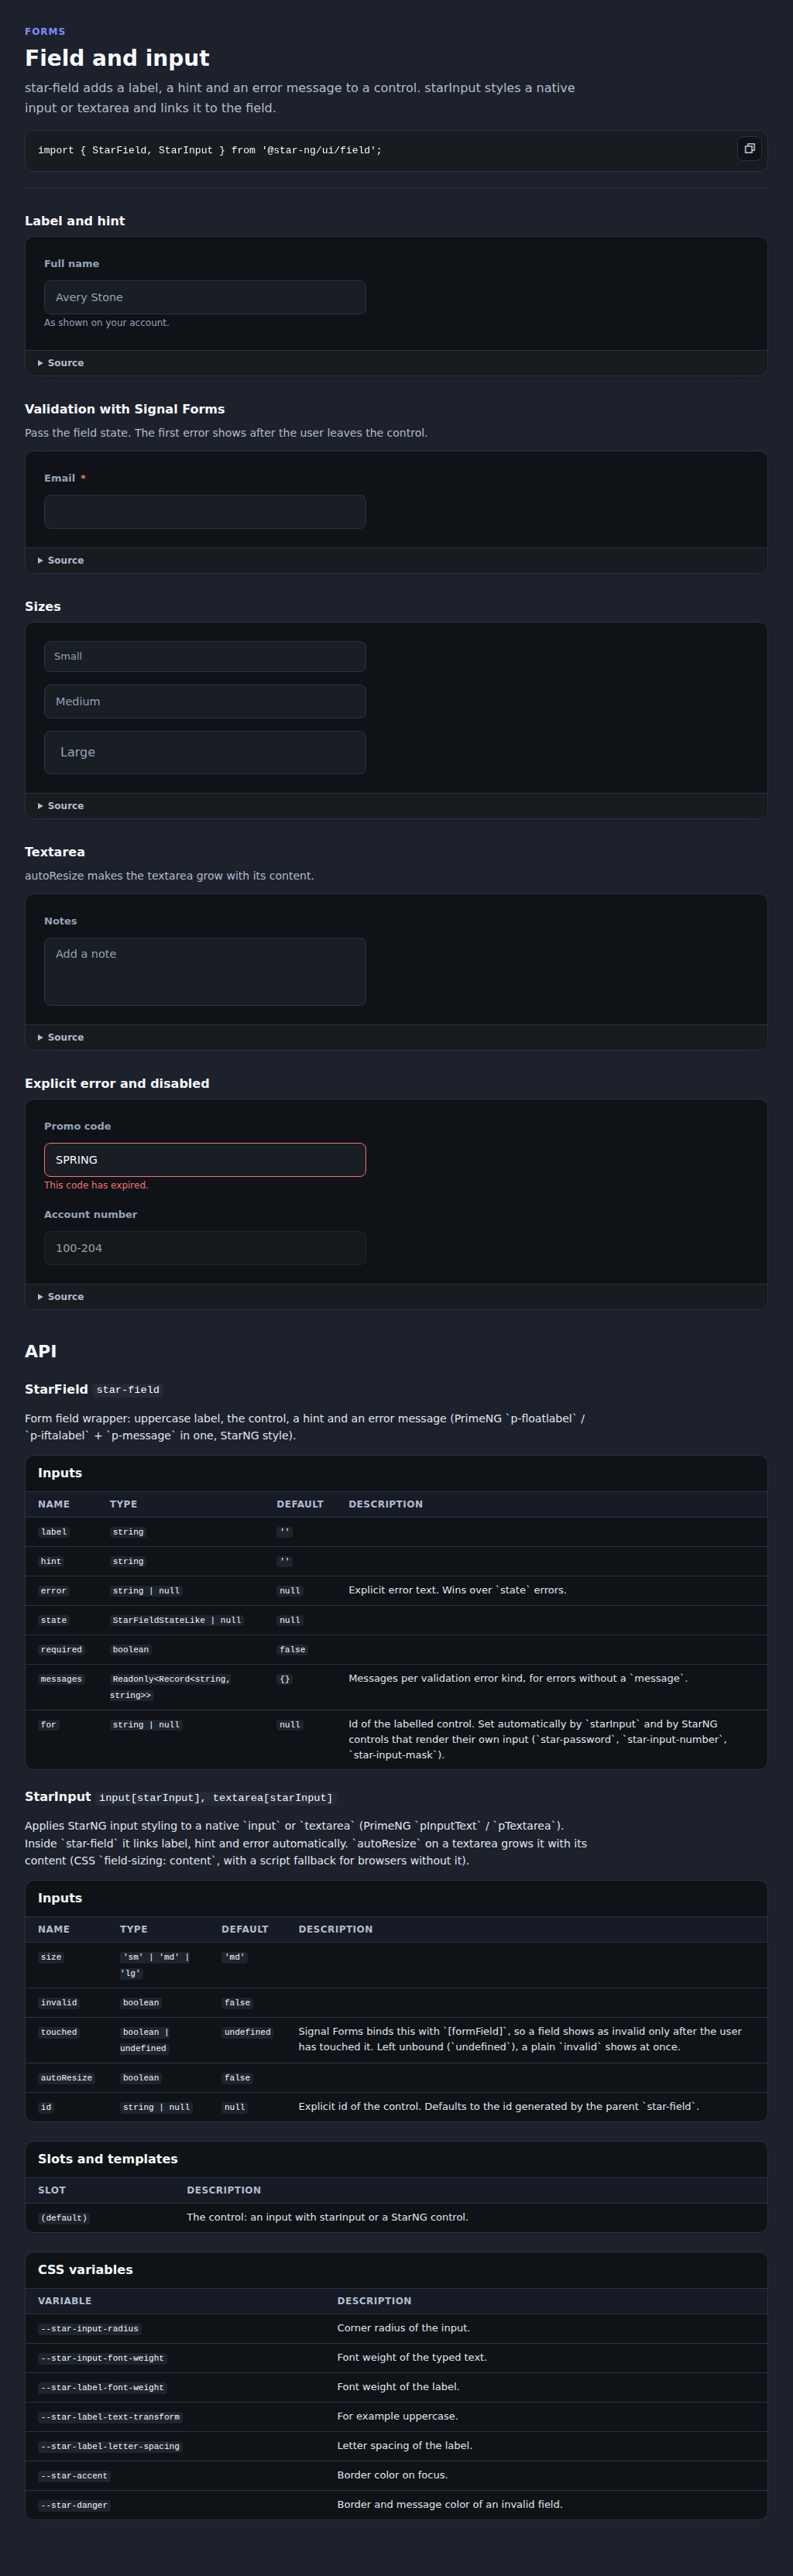 FORMS
Field and input
star-field adds a label, a hint and an error message to a control. starInput styles a native
input or textarea and links it to the field.
import { StarField, StarInput } from '@star-ng/ui/field';
Label and hint
Full name
Avery Stone
As shown on your account.
Source
Validation with Signal Forms
Pass the field state. The first error shows after the user leaves the control.
Email *
Source
Sizes
Small
Medium
Large
Source
Textarea
autoResize makes the textarea grow with its content.
Notes
Add a note
Source
Explicit error and disabled
Promo code
SPRING
This code has expired.
Account number
100-204
Source
API
StarField star-field
Form field wrapper: uppercase label, the control, a hint and an error message (PrimeNG `p-floatlabel` /
`p-iftalabel` + `p-message` in one, StarNG style).
Inputs
NAME TYPE DEFAULT DESCRIPTION
label string ''
hint string ''
error string | null null Explicit error text. Wins over `state` errors.
state StarFieldStateLike | null null
required boolean false
messages Readonly<Record<string, {} Messages per validation error kind, for errors without a `message`.
string>>
for string | null null Id of the labelled control. Set automatically by `starInput` and by StarNG
controls that render their own input (`star-password`, `star-input-number`,
`star-input-mask`).
StarInput input[starInput], textarea[starInput]
Applies StarNG input styling to a native `input` or `textarea` (PrimeNG `pInputText` / `pTextarea`).
Inside `star-field` it links label, hint and error automatically. `autoResize` on a textarea grows it with its
content (CSS `field-sizing: content`, with a script fallback for browsers without it).
Inputs
NAME TYPE DEFAULT DESCRIPTION
size 'sm' | 'md' | 'md'
'lg'
invalid boolean false
touched boolean | undefined Signal Forms binds this with `[formField]`, so a field shows as invalid only after the user
undefined has touched it. Left unbound (`undefined`), a plain `invalid` shows at once.
autoResize boolean false
id string | null null Explicit id of the control. Defaults to the id generated by the parent `star-field`.
Slots and templates
SLOT DESCRIPTION
(default) The control: an input with starInput or a StarNG control.
CSS variables
VARIABLE DESCRIPTION
--star-input-radius Corner radius of the input.
--star-input-font-weight Font weight of the typed text.
--star-label-font-weight Font weight of the label.
--star-label-text-transform For example uppercase.
--star-label-letter-spacing Letter spacing of the label.
--star-accent Border color on focus.
--star-danger Border and message color of an invalid field.